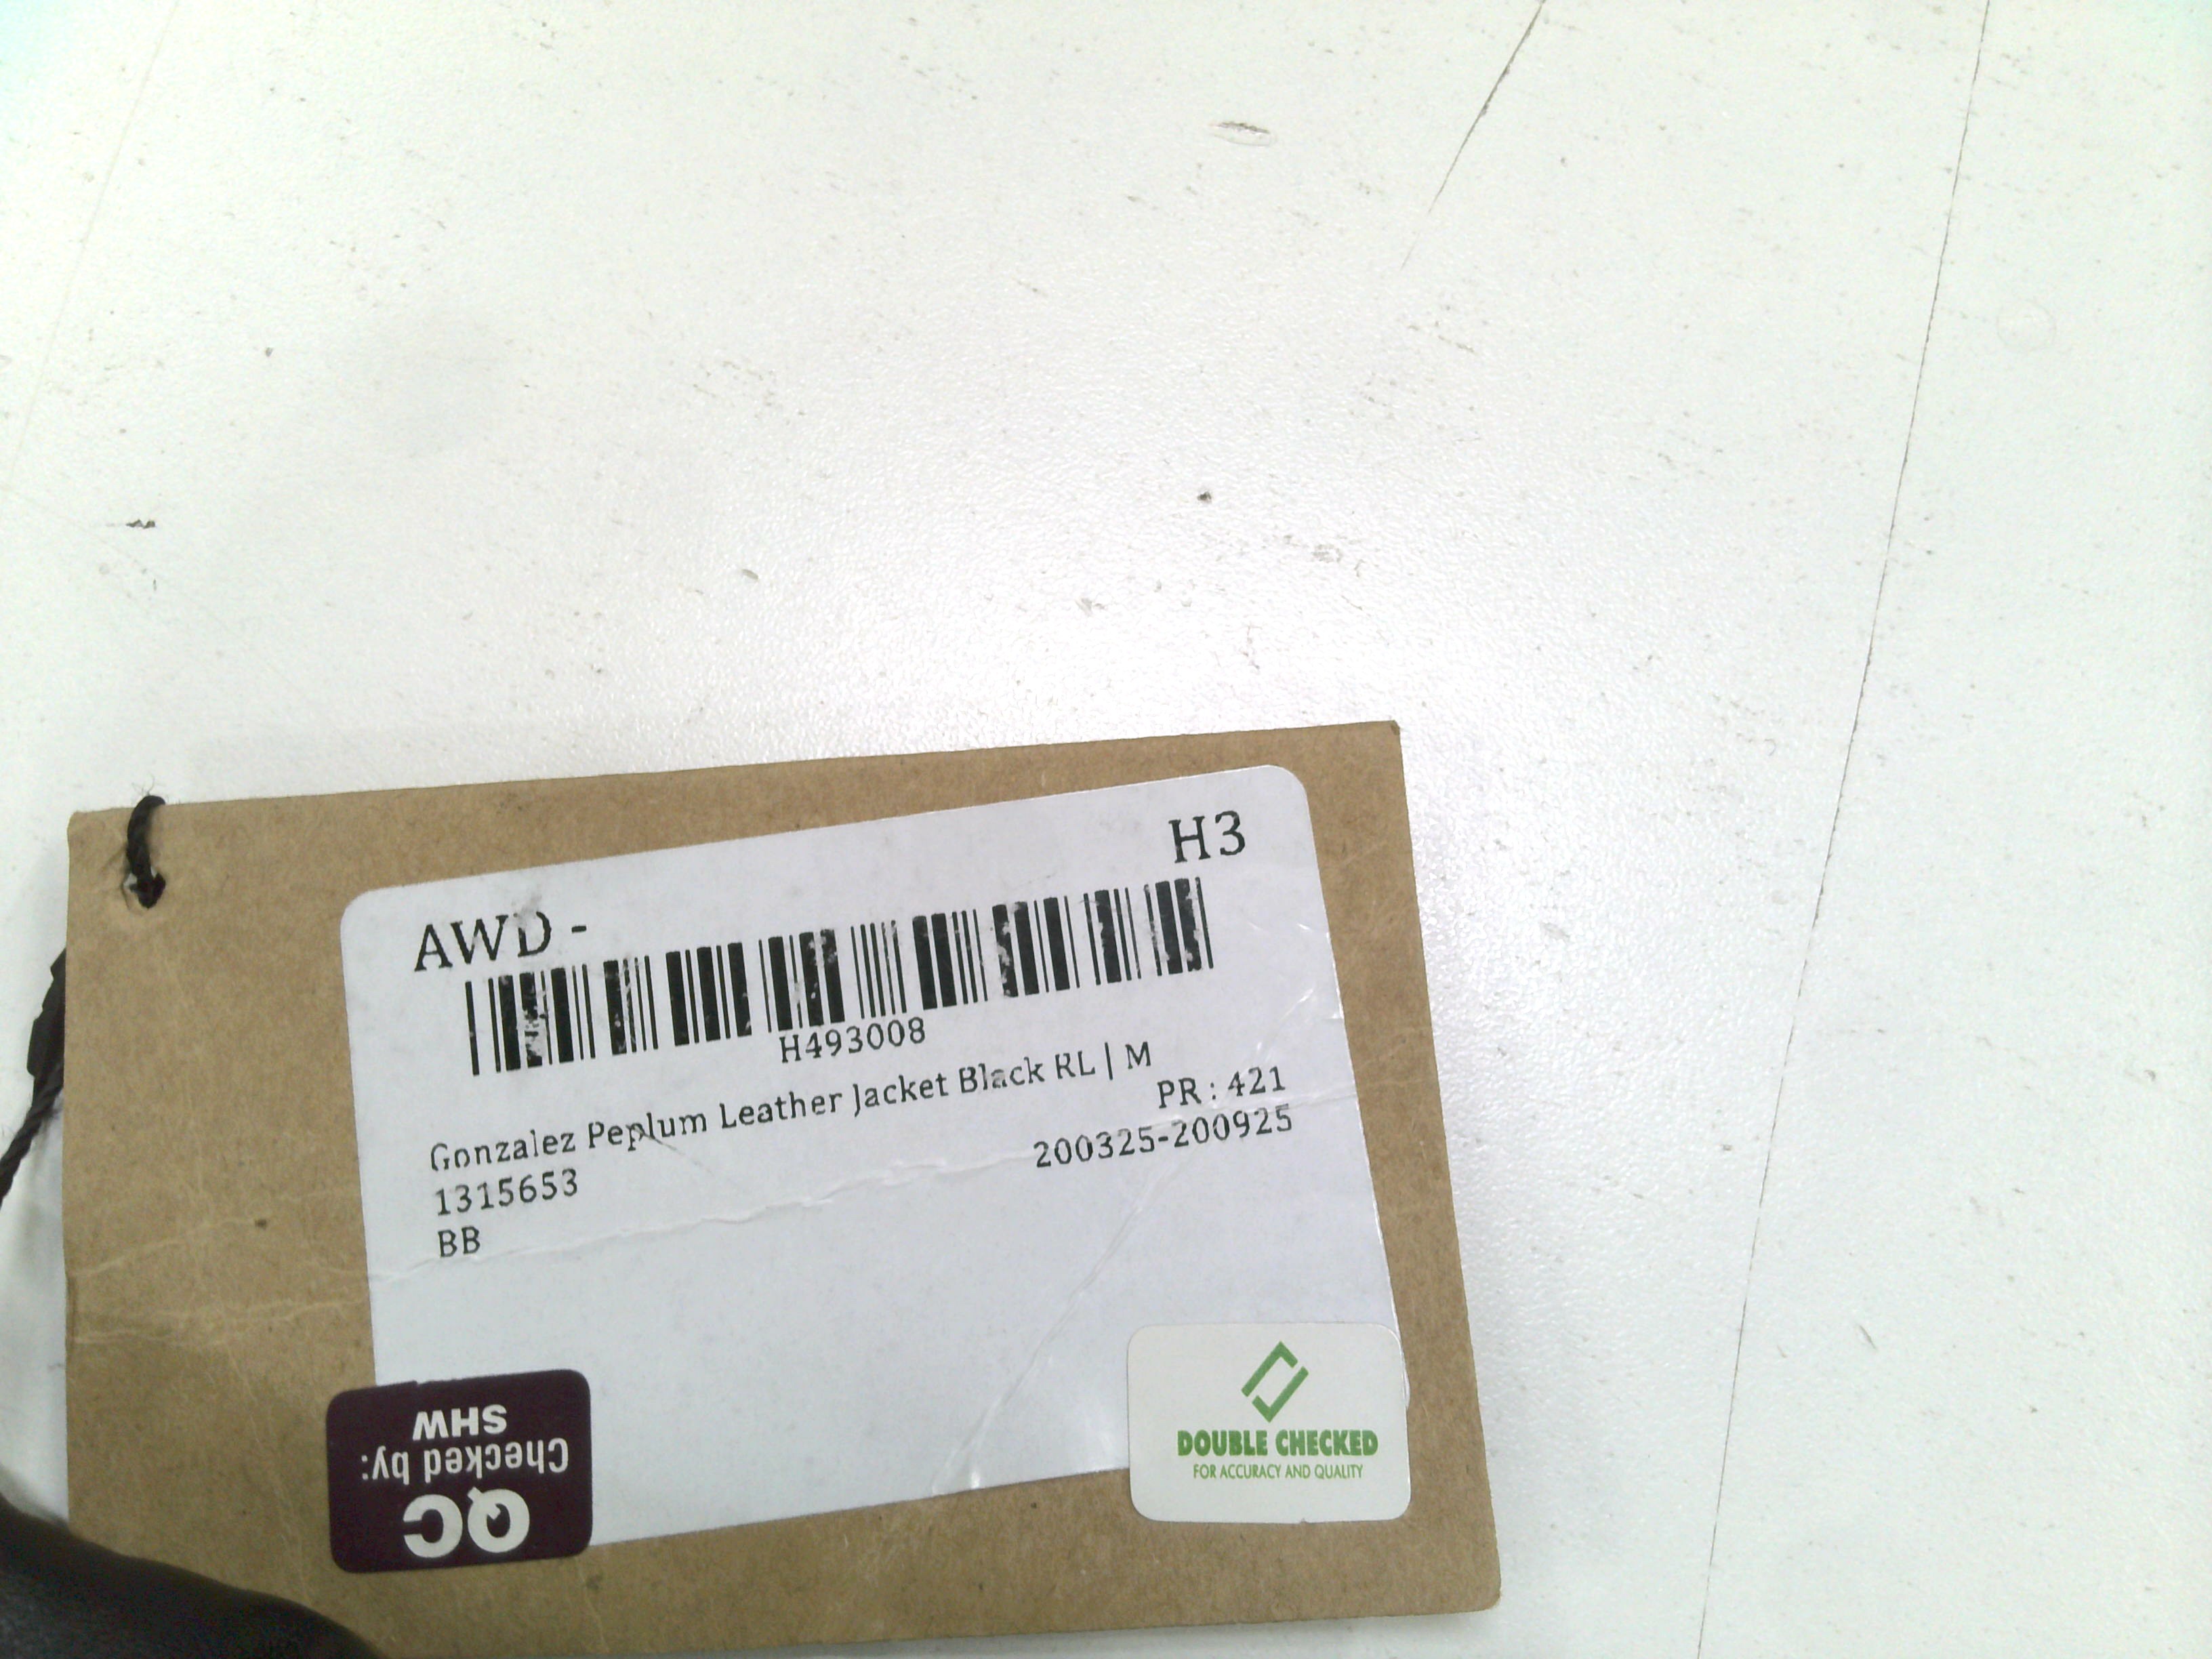 H3
AWD -
H493008
Gonzalez Peplum Leather Jacket Black RL | M
PR : 421
1315653
200325-200925
BB
QC
Checked by:
SHW
DOUBLE CHECKED
FOR ACCURACY AND QUALITY